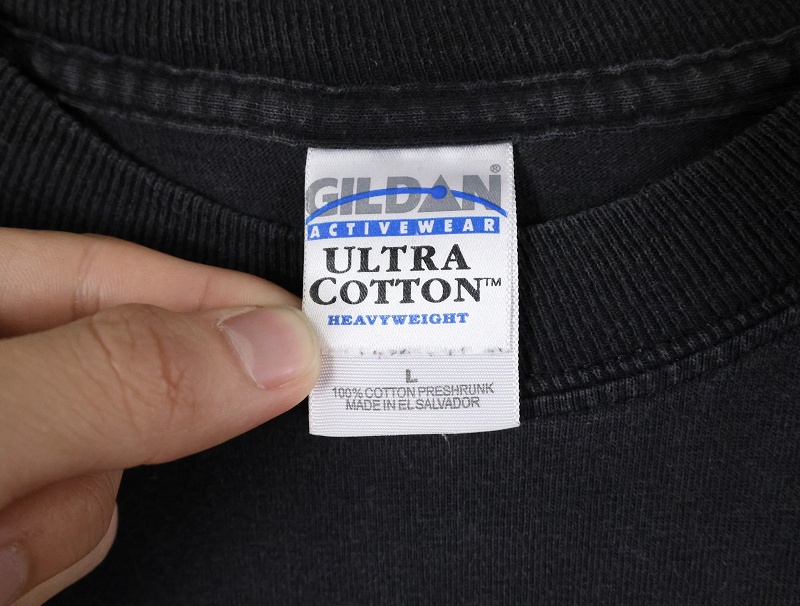 GILDAN®
ACTIVEWEAR
ULTRA
COTTON™
HEAVYWEIGHT
L
100% COTTON PRESHRUNK
MADE IN EL SALVADOR